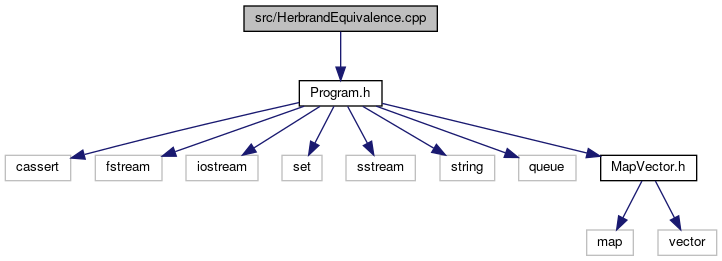 src/HerbrandEquivalence.cpp
Program.h
cassert
fstream
iostream
set
sstream
string
queue
MapVector.h
map
vector